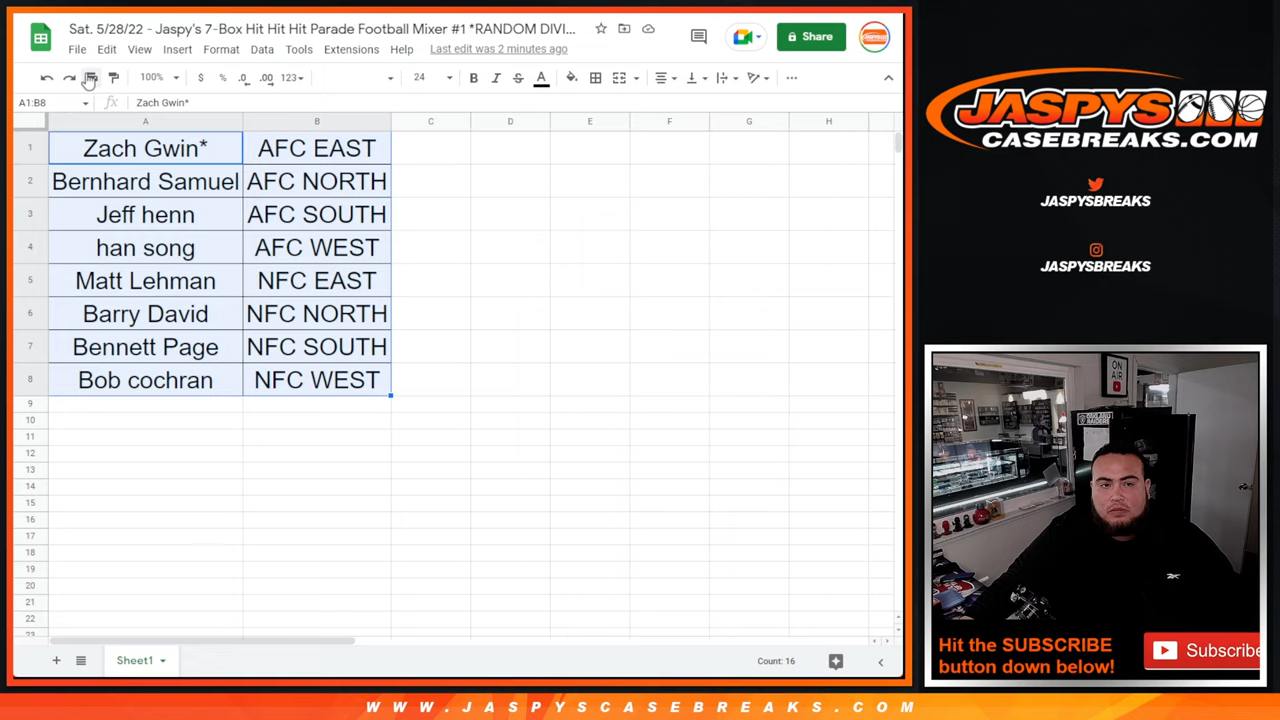 Sat. 5/28/22 - Jaspy's 7-Box Hit Hit Hit Parade Football Mixer #1 *RANDOM DIVI...
File Edit View Insert Format Data Tools Extensions Help Last edit was 2 minutes ago
Share
100% $ % .0 .00 123 24 B I S A
A1:B8 fx Zach Gwin*
A B C D E F G H
1 Zach Gwin* AFC EAST
2 Bernhard Samuel AFC NORTH
3 Jeff henn AFC SOUTH
4 han song AFC WEST
5 Matt Lehman NFC EAST
6 Barry David NFC NORTH
7 Bennett Page NFC SOUTH
8 Bob cochran NFC WEST
9
10
11
12
13
14
15
16
17
18
19
20
21
22
23
Sheet1 Count: 16
JASPYS
CASEBREAKS.COM
JASPYSBREAKS
JASPYSBREAKS
ON
AIR
Hit the SUBSCRIBE
button down below!
Subscribe
WWW.JASPYSCASEBREAKS.COM